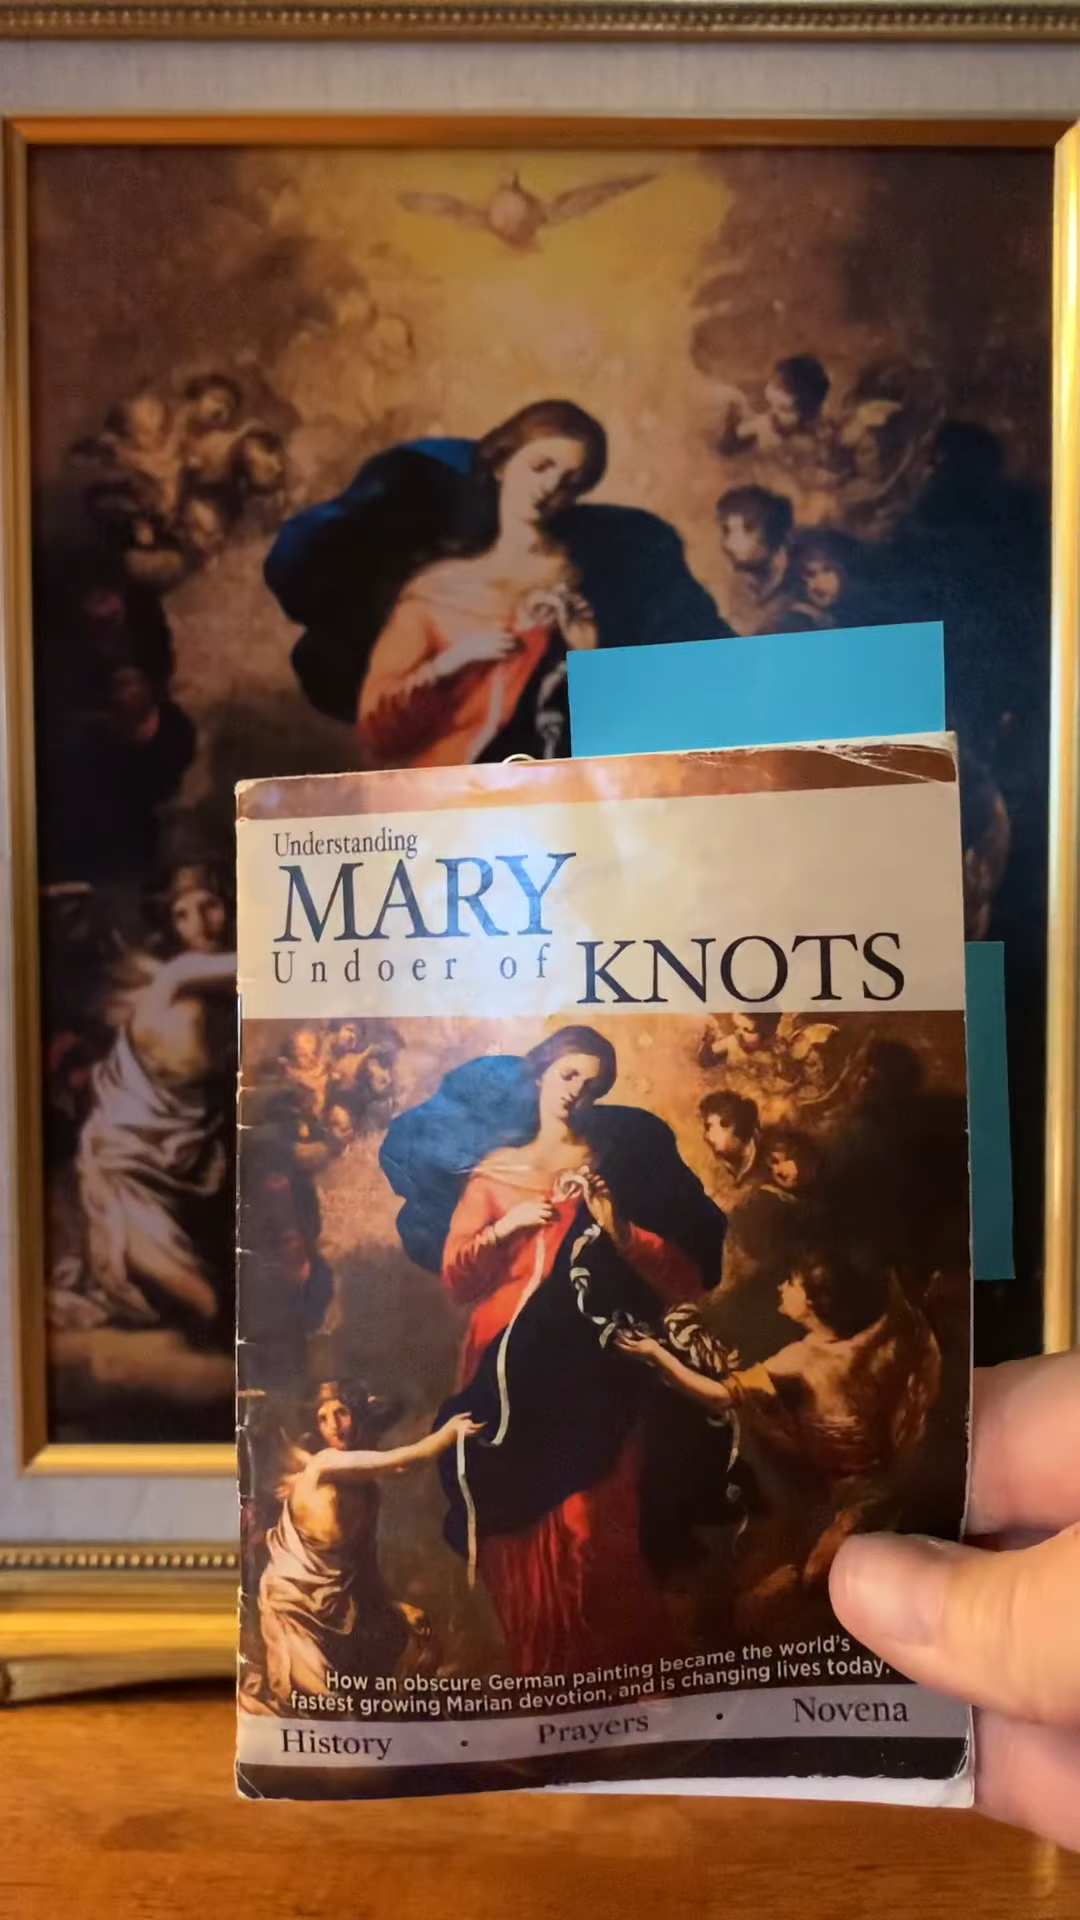 Understanding
MARY
Undoer of KNOTS
How an obscure German painting became the world's
fastest growing Marian devotion, and is changing lives today.
History • Prayers • Novena